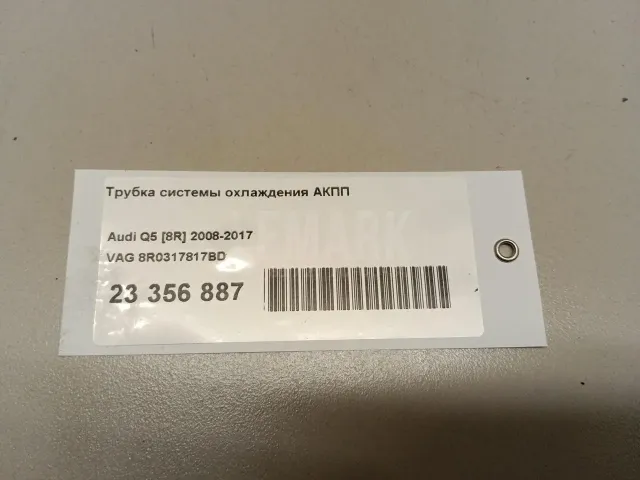 Трубка системы охлаждения АКПП
Audi Q5 [8R] 2008-2017
VAG 8R0317817BD
23 356 887